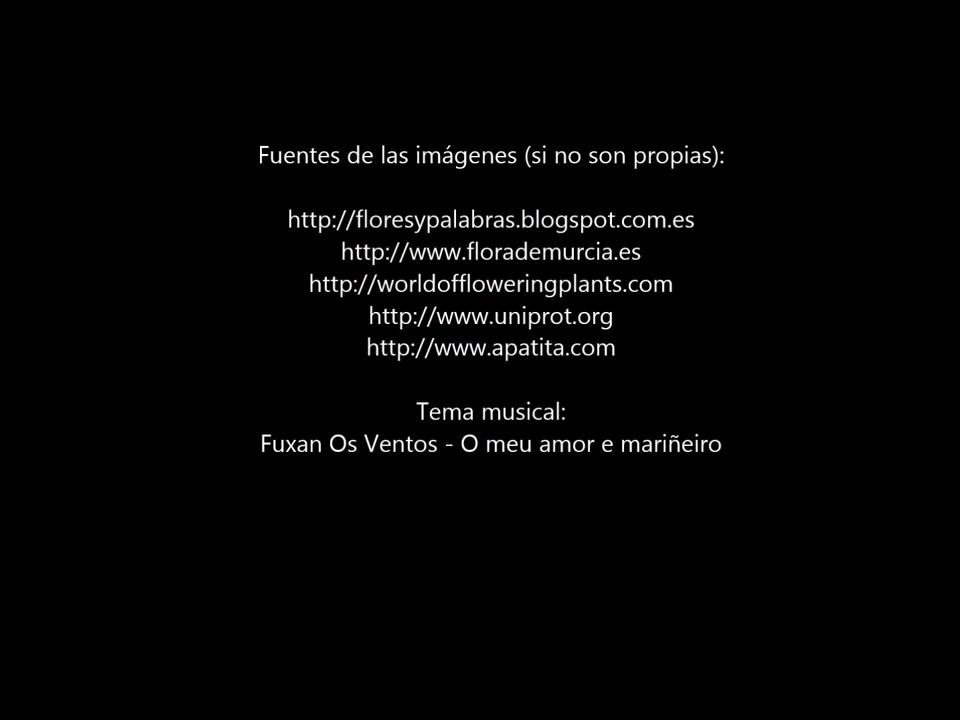 Fuentes de las imágenes (si no son propias):
http://floresypalabras.blogspot.com.es
http://www.florademurcia.es
http://worldoffloweringplants.com
http://www.uniprot.org
http://www.apatita.com
Tema musical:
Fuxan Os Ventos - O meu amor e mariñeiro